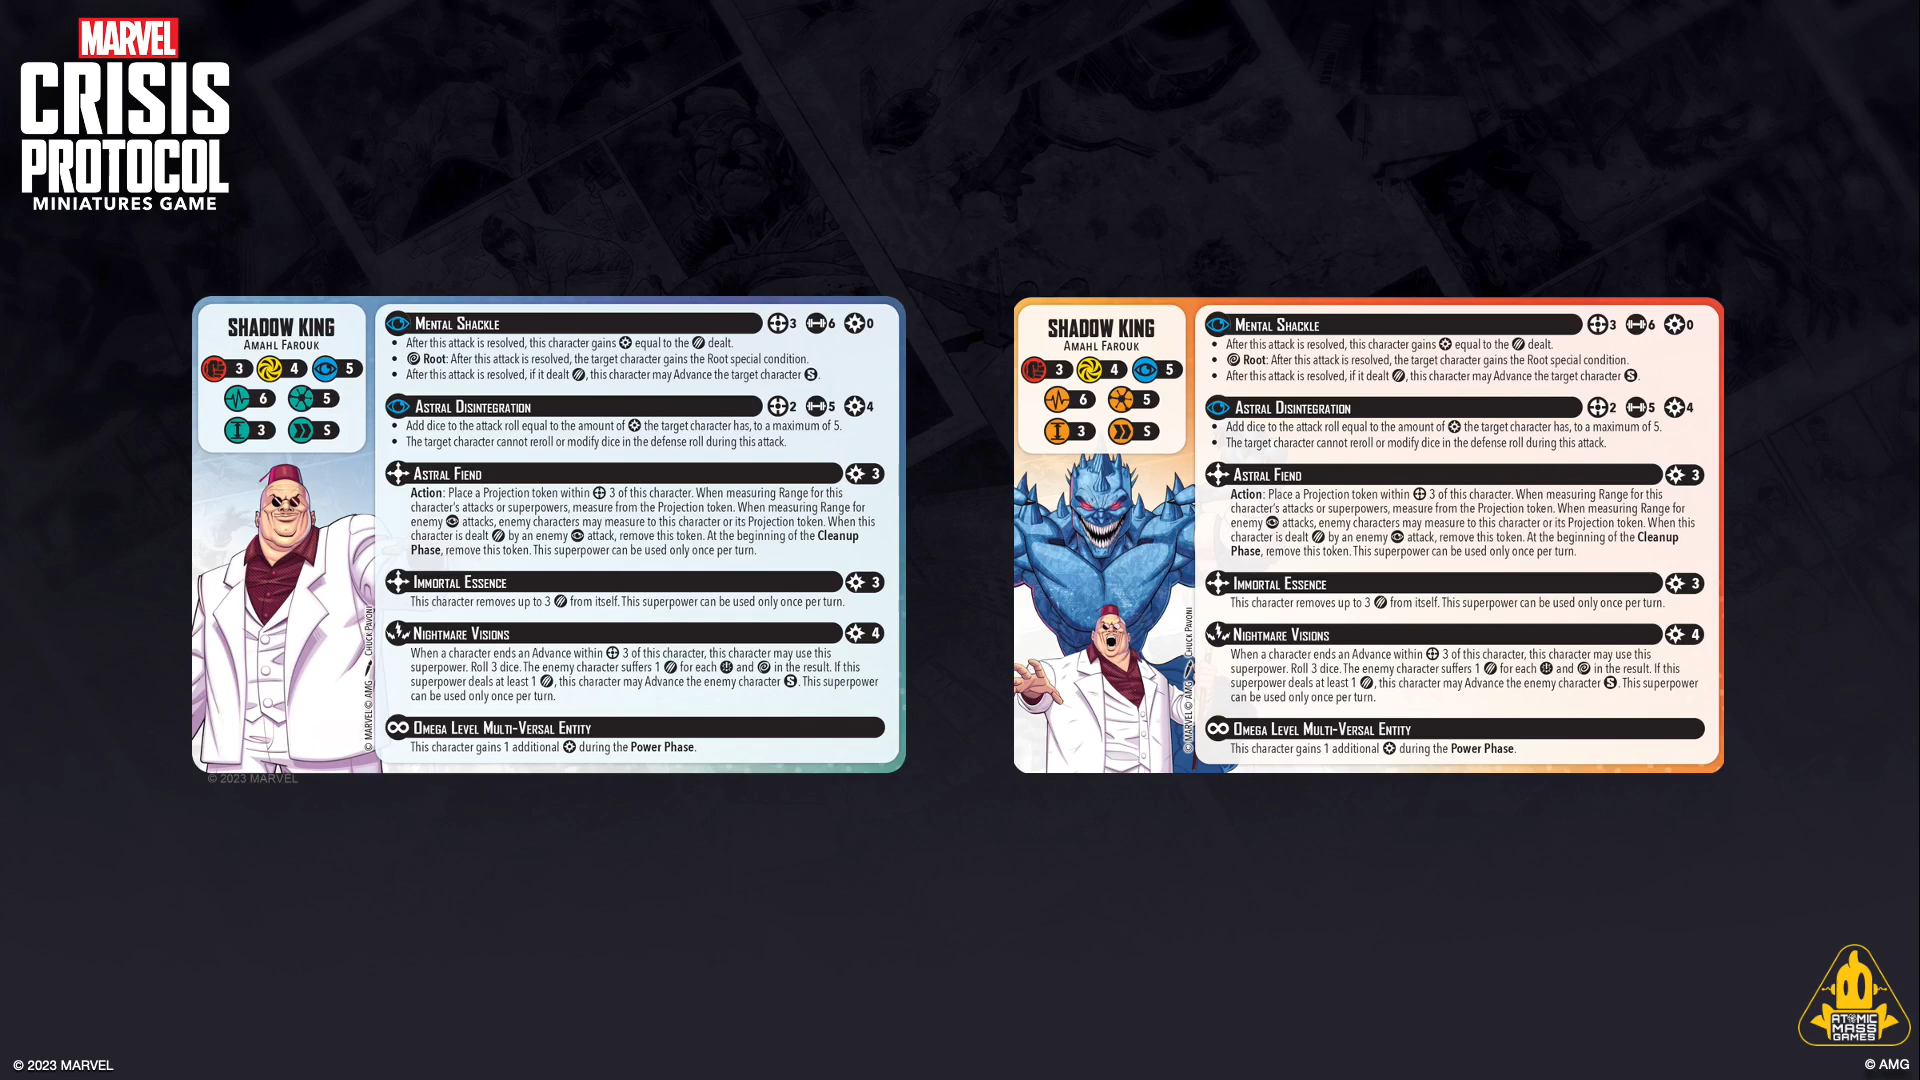 MARVEL
CRISIS
PROTOCOL
MINIATURES GAME
SHADOW KING
AMAHL FAROUK
3 4 5
6 5
3 S
MENTAL SHACKLE 3 6 0
• After this attack is resolved, this character gains equal to the dealt.
• Root: After this attack is resolved, the target character gains the Root special condition.
• After this attack is resolved, if it dealt , this character may Advance the target character S.
ASTRAL DISINTEGRATION 2 5 4
• Add dice to the attack roll equal to the amount of the target character has, to a maximum of 5.
• The target character cannot reroll or modify dice in the defense roll during this attack.
ASTRAL FIEND 3
Action: Place a Projection token within 3 of this character. When measuring Range for this
character's attacks or superpowers, measure from the Projection token. When measuring Range for
enemy attacks, enemy characters may measure to this character or its Projection token. When this
character is dealt by an enemy attack, remove this token. At the beginning of the Cleanup
Phase, remove this token. This superpower can be used only once per turn.
IMMORTAL ESSENCE 3
This character removes up to 3 from itself. This superpower can be used only once per turn.
NIGHTMARE VISIONS 4
When a character ends an Advance within 3 of this character, this character may use this
superpower. Roll 3 dice. The enemy character suffers 1 for each and in the result. If this
superpower deals at least 1 , this character may Advance the enemy character S. This superpower
can be used only once per turn.
OMEGA LEVEL MULTI-VERSAL ENTITY
This character gains 1 additional during the Power Phase.
© MARVEL © AMG CHUCK PAVONI
© 2023 MARVEL
SHADOW KING
AMAHL FAROUK
3 4 5
6 5
3 S
MENTAL SHACKLE 3 6 0
• After this attack is resolved, this character gains equal to the dealt.
• Root: After this attack is resolved, the target character gains the Root special condition.
• After this attack is resolved, if it dealt , this character may Advance the target character S.
ASTRAL DISINTEGRATION 2 5 4
• Add dice to the attack roll equal to the amount of the target character has, to a maximum of 5.
• The target character cannot reroll or modify dice in the defense roll during this attack.
ASTRAL FIEND 3
Action: Place a Projection token within 3 of this character. When measuring Range for this
character's attacks or superpowers, measure from the Projection token. When measuring Range for
enemy attacks, enemy characters may measure to this character or its Projection token. When this
character is dealt by an enemy attack, remove this token. At the beginning of the Cleanup
Phase, remove this token. This superpower can be used only once per turn.
IMMORTAL ESSENCE 3
This character removes up to 3 from itself. This superpower can be used only once per turn.
NIGHTMARE VISIONS 4
When a character ends an Advance within 3 of this character, this character may use this
superpower. Roll 3 dice. The enemy character suffers 1 for each and in the result. If this
superpower deals at least 1 , this character may Advance the enemy character S. This superpower
can be used only once per turn.
OMEGA LEVEL MULTI-VERSAL ENTITY
This character gains 1 additional during the Power Phase.
© MARVEL © AMG CHUCK PAVONI
ATOMIC
MASS
GAMES
© 2023 MARVEL
© AMG